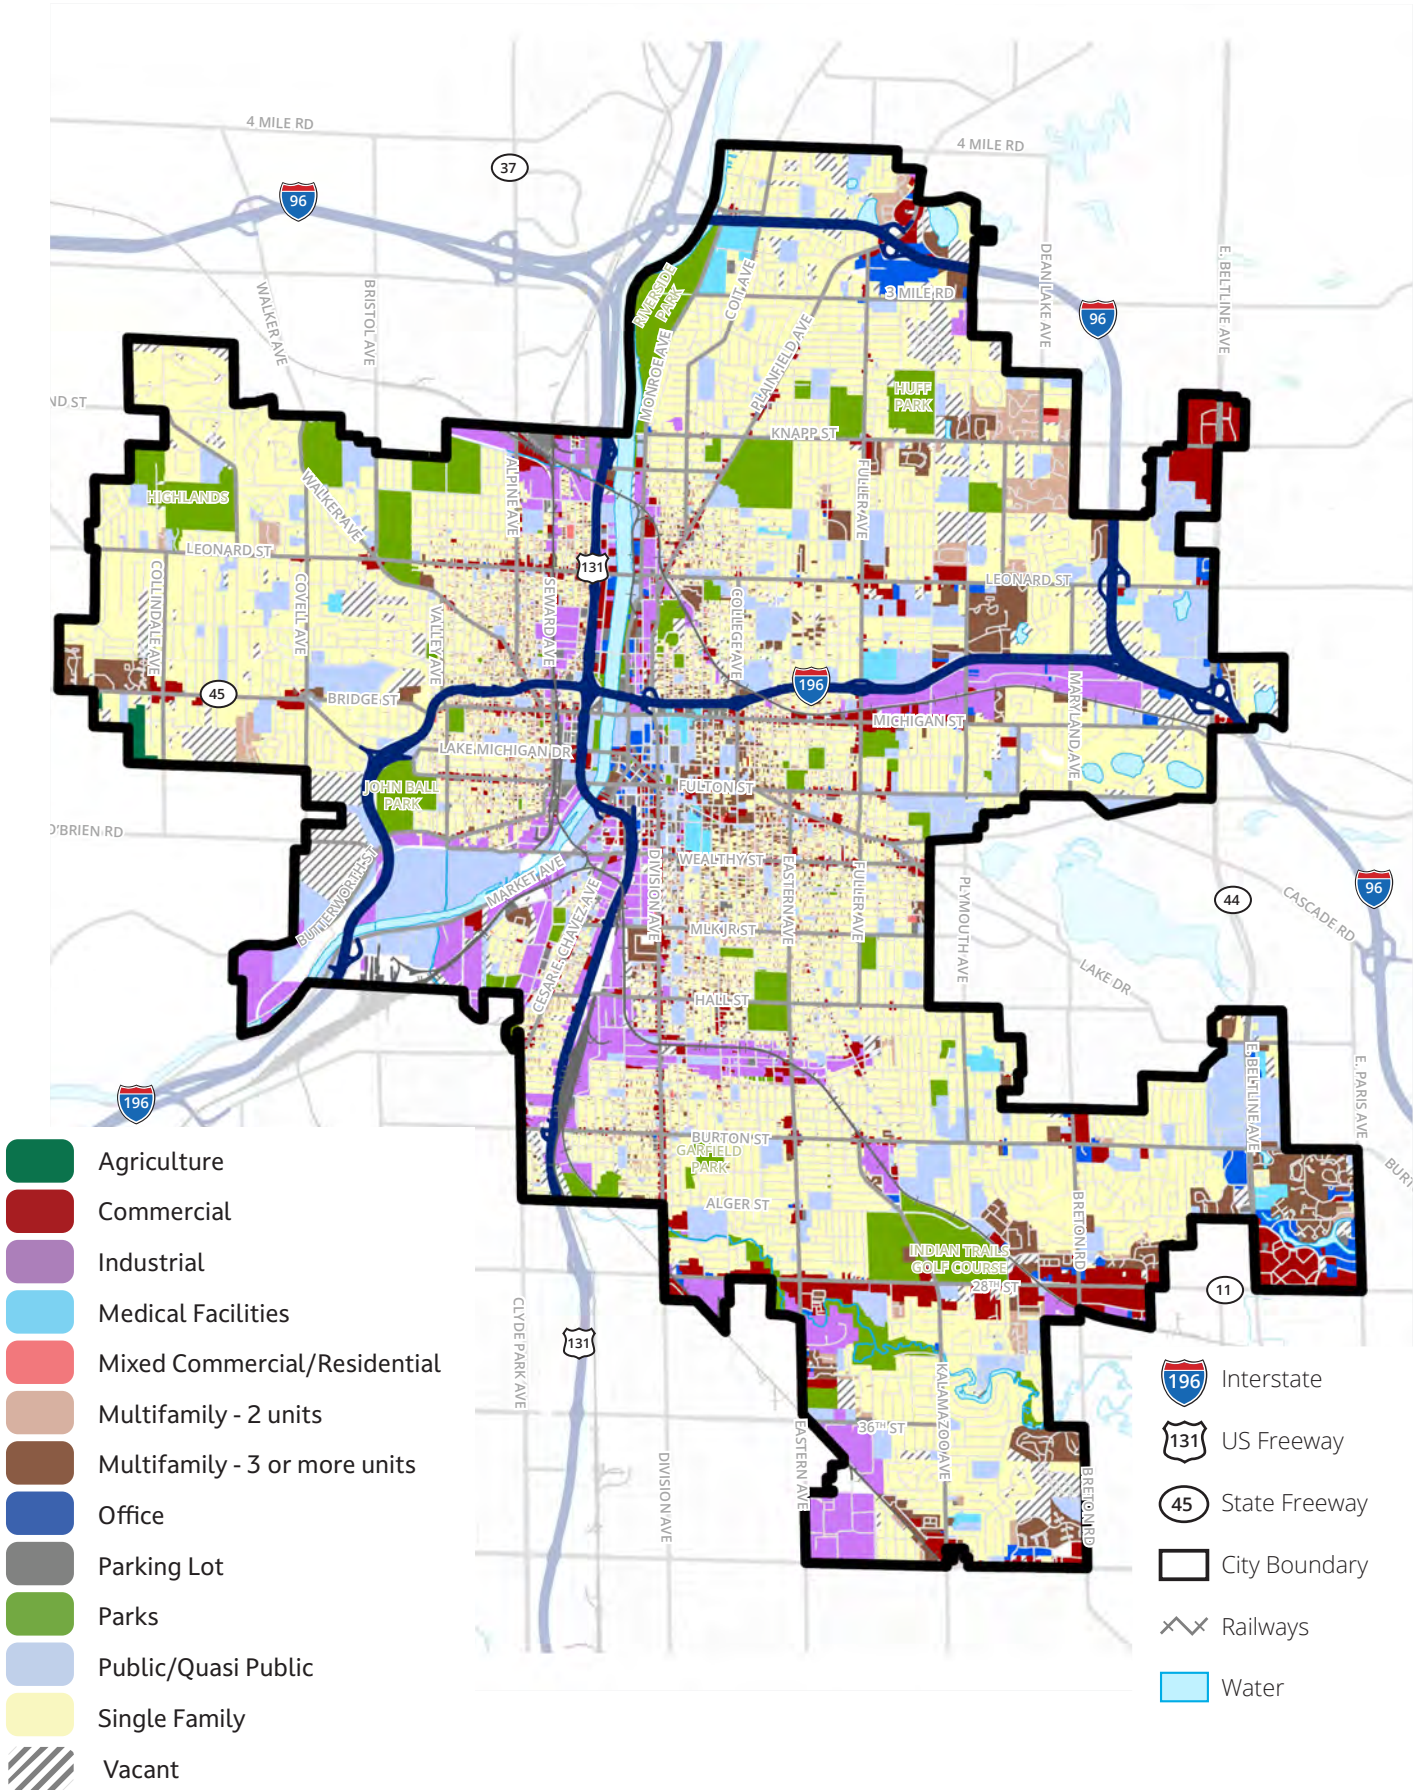 4 MILE RD
4 MILE RD
37
96
WALKER AVE
BRISTOL AVE
RIVERSIDE
PARK
COIT AVE
3 MILE RD
DEAN LAKE AVE
E. BELTLINE AVE
96
MONROE AVE
PLAINFIELD AVE
HUFF
PARK
ND ST
KNAPP ST
ALPINE AVE
FULLER AVE
HIGHLANDS
WALKER AVE
LEONARD ST
131
LEONARD ST
COLLINDALE AVE
COVELL AVE
VALLEY AVE
SEWARD AVE
COLLEGE AVE
45
BRIDGE ST
196
MICHIGAN ST
MARYLAND AVE
LAKE MICHIGAN DR
JOHN BALL
PARK
FULTON ST
O'BRIEN RD
BUTTERWORTH ST
MARKET AVE
DIVISION AVE
WEALTHY ST
EASTERN AVE
FULLER AVE
PLYMOUTH AVE
44
96
CASCADE RD
MLK JR ST
CESAR E CHAVEZ AVE
LAKE DR
HALL ST
E. BELTLINE AVE
E. PARIS AVE
196
BURTON ST
GARFIELD
PARK
BURT
ALGER ST
BRETON RD
INDIAN TRAILS
GOLF COURSE
28TH ST
11
CLYDE PARK AVE
131
KALAMAZOO AVE
36TH ST
DIVISION AVE
EASTERN AVE
BRETON RD
Agriculture
Commercial
Industrial
Medical Facilities
Mixed Commercial/Residential
Multifamily - 2 units
Multifamily - 3 or more units
Office
Parking Lot
Parks
Public/Quasi Public
Single Family
Vacant
196 Interstate
131 US Freeway
45 State Freeway
City Boundary
Railways
Water